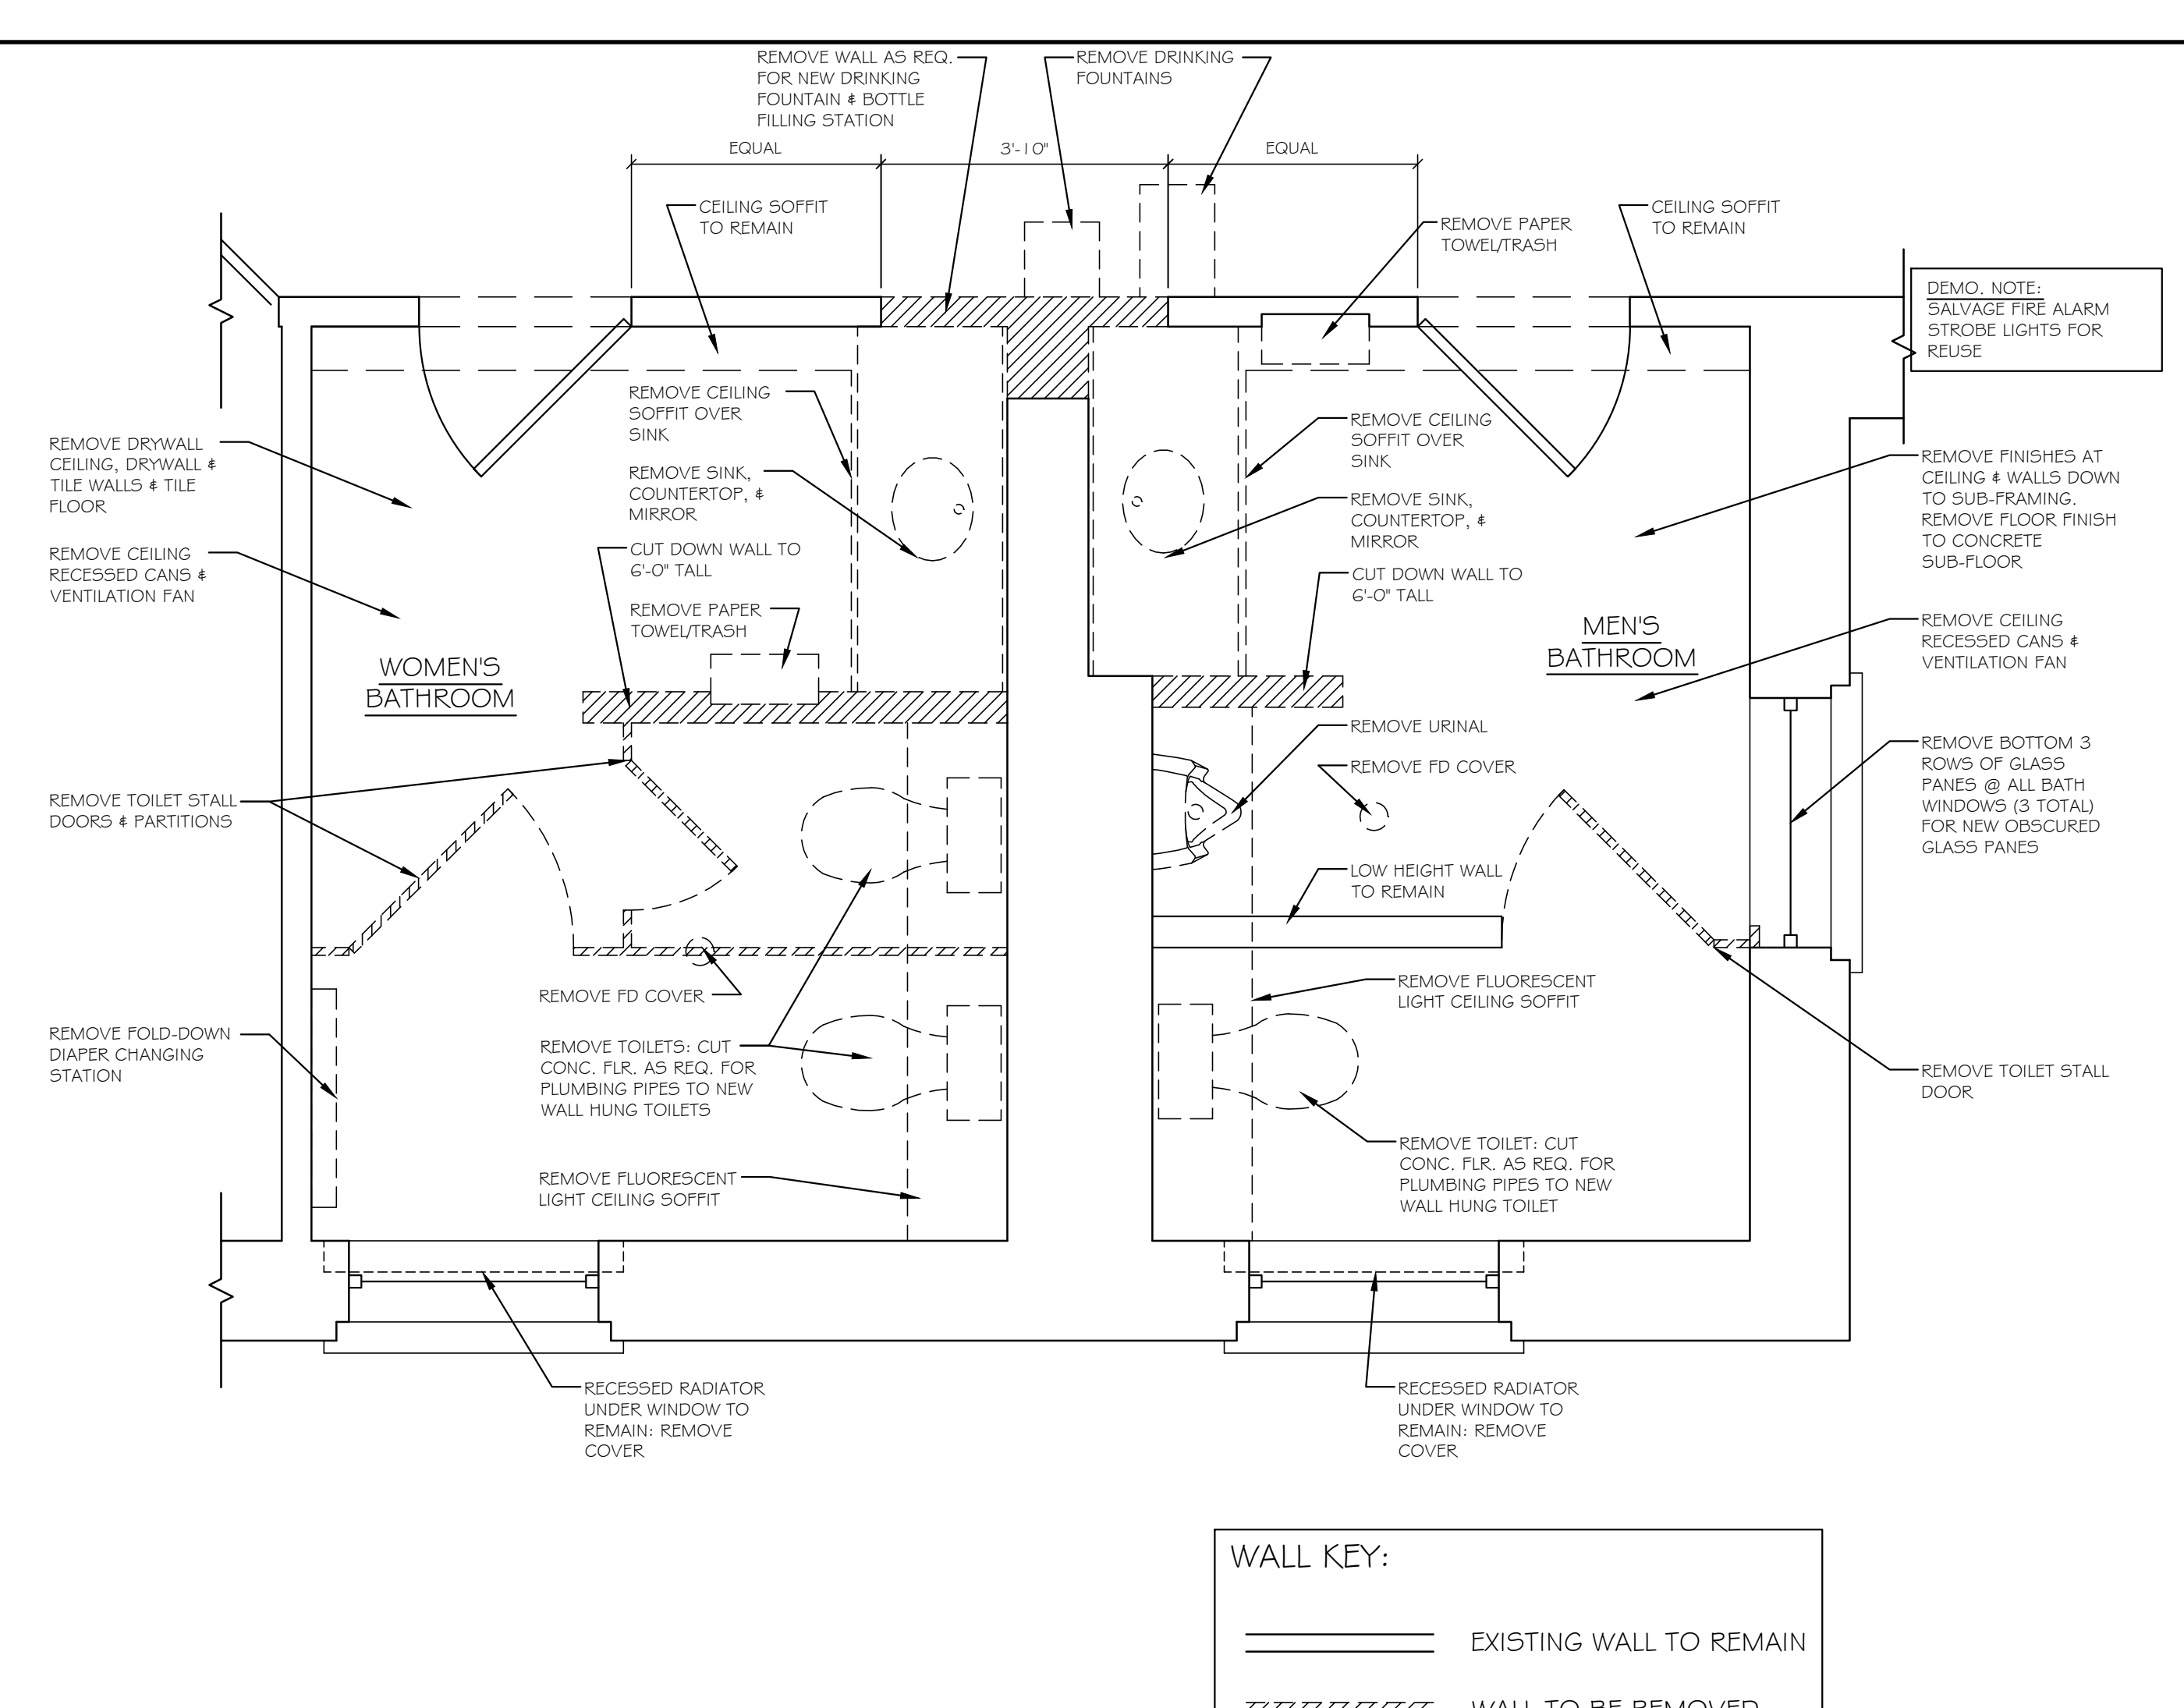 REMOVE WALL AS REQ.
FOR NEW DRINKING
FOUNTAIN & BOTTLE
FILLING STATION
REMOVE DRINKING
FOUNTAINS
EQUAL
3'-10"
EQUAL
CEILING SOFFIT
TO REMAIN
REMOVE PAPER
TOWEL/TRASH
CEILING SOFFIT
TO REMAIN
DEMO. NOTE:
SALVAGE FIRE ALARM
STROBE LIGHTS FOR
REUSE
REMOVE DRYWALL
CEILING, DRYWALL &
TILE WALLS & TILE
FLOOR
REMOVE CEILING
RECESSED CANS &
VENTILATION FAN
REMOVE CEILING
SOFFIT OVER
SINK
REMOVE SINK,
COUNTERTOP, &
MIRROR
CUT DOWN WALL TO
6'-0" TALL
REMOVE PAPER
TOWEL/TRASH
WOMEN'S
BATHROOM
REMOVE CEILING
SOFFIT OVER
SINK
REMOVE SINK,
COUNTERTOP, &
MIRROR
CUT DOWN WALL TO
6'-0" TALL
MEN'S
BATHROOM
REMOVE FINISHES AT
CEILING & WALLS DOWN
TO SUB-FRAMING.
REMOVE FLOOR FINISH
TO CONCRETE
SUB-FLOOR
REMOVE CEILING
RECESSED CANS &
VENTILATION FAN
REMOVE URINAL
REMOVE FD COVER
REMOVE BOTTOM 3
ROWS OF GLASS
PANES @ ALL BATH
WINDOWS (3 TOTAL)
FOR NEW OBSCURED
GLASS PANES
REMOVE TOILET STALL
DOORS & PARTITIONS
LOW HEIGHT WALL
TO REMAIN
REMOVE FD COVER
REMOVE FLUORESCENT
LIGHT CEILING SOFFIT
REMOVE FOLD-DOWN
DIAPER CHANGING
STATION
REMOVE TOILETS: CUT
CONC. FLR. AS REQ. FOR
PLUMBING PIPES TO NEW
WALL HUNG TOILETS
REMOVE TOILET STALL
DOOR
REMOVE TOILET: CUT
CONC. FLR. AS REQ. FOR
PLUMBING PIPES TO NEW
WALL HUNG TOILET
REMOVE FLUORESCENT
LIGHT CEILING SOFFIT
RECESSED RADIATOR
UNDER WINDOW TO
REMAIN: REMOVE
COVER
RECESSED RADIATOR
UNDER WINDOW TO
REMAIN: REMOVE
COVER
WALL KEY:
EXISTING WALL TO REMAIN
WALL TO BE REMOVED